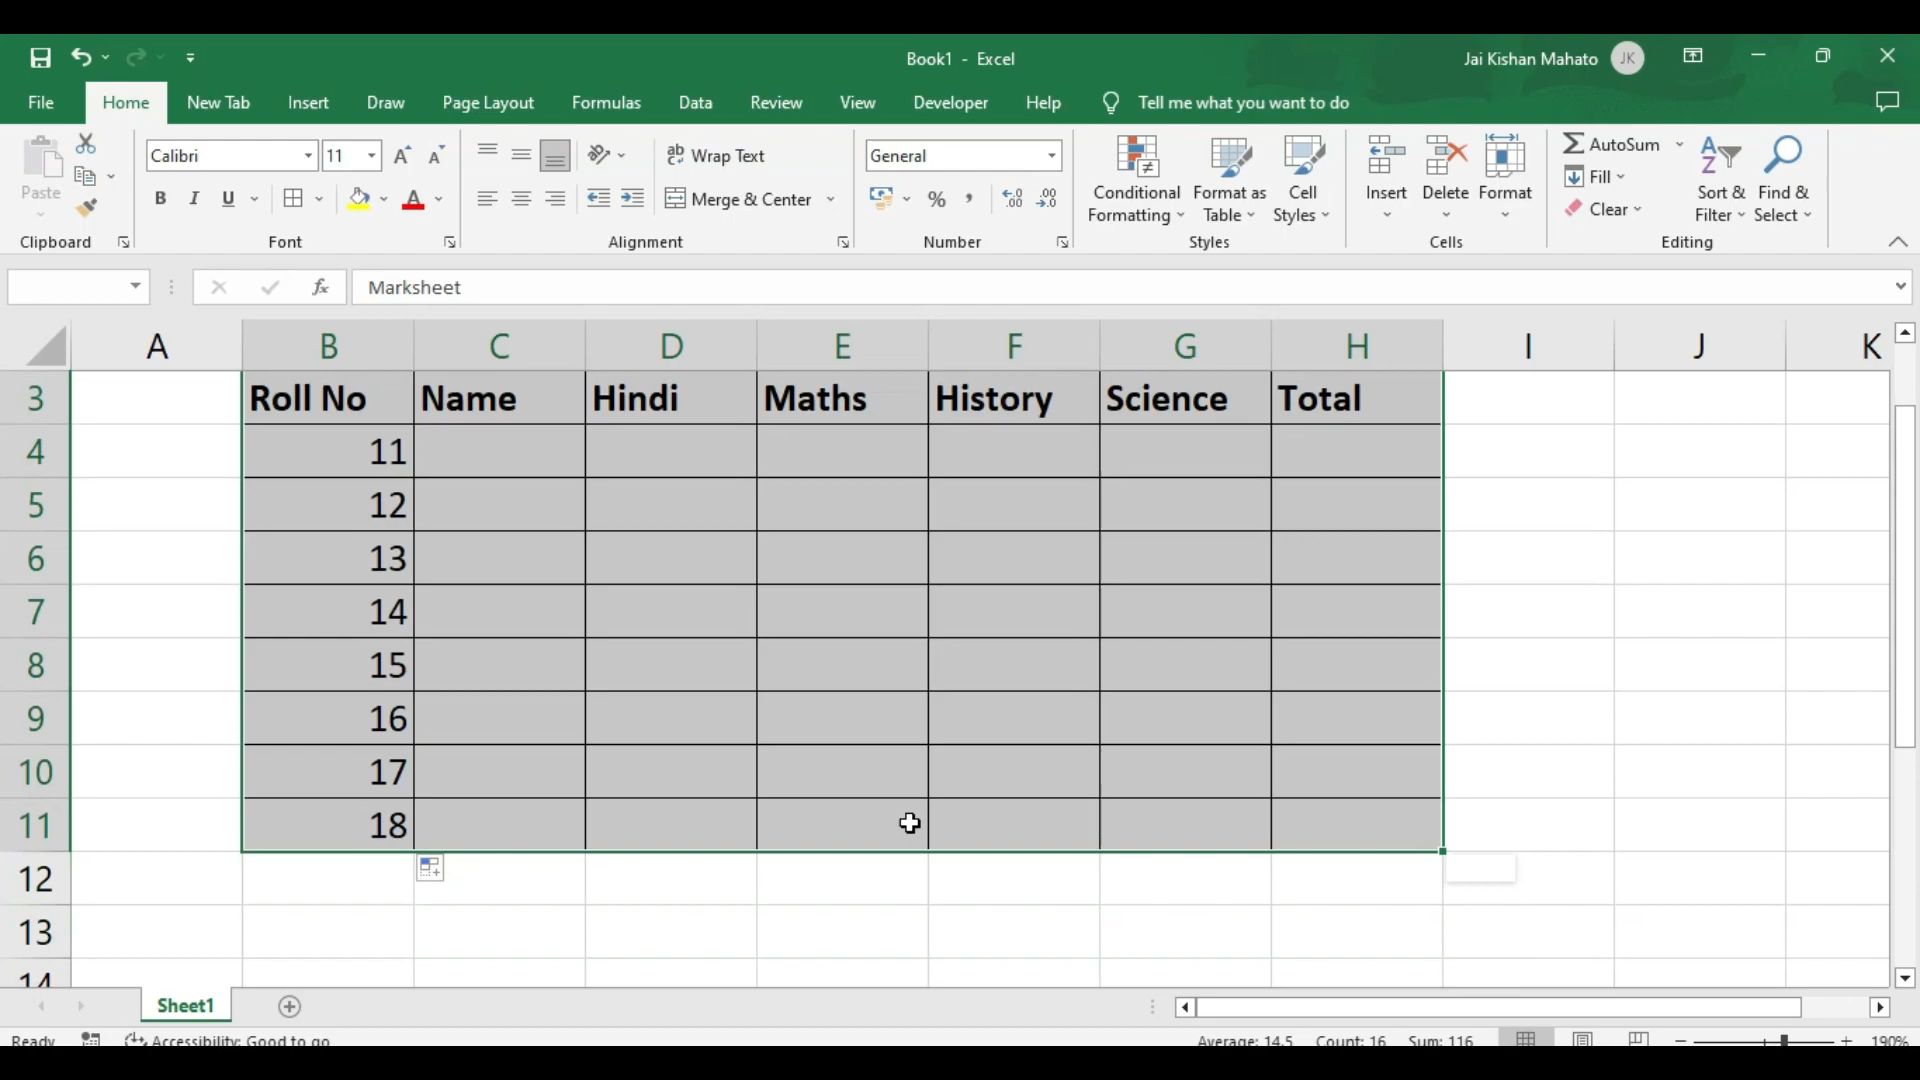 Book1 - Excel
Jai Kishan Mahato JK
File Home New Tab Insert Draw Page Layout Formulas Data Review View Developer Help Tell me what you want to do
Paste
Clipboard
Calibri 11
B I U A
Font
ab Wrap Text
Merge & Center
Alignment
General
% ,
Number
Conditional Formatting
Format as Table
Cell Styles
Styles
Insert Delete Format
Cells
AutoSum
Fill
Clear
Sort & Filter
Find & Select
Editing
fx Marksheet
A B C D E F G H I J K
3 Roll No Name Hindi Maths History Science Total
4 11
5 12
6 13
7 14
8 15
9 16
10 17
11 18
12
13
14
Sheet1
Ready Accessibility: Good to go Average: 14.5 Count: 16 Sum: 116 190%